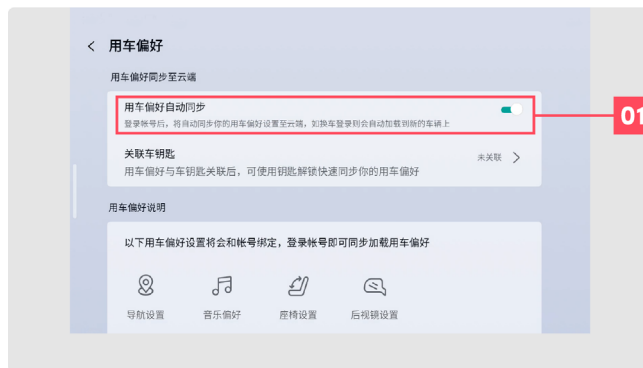 < 用车偏好
用车偏好同步至云端
用车偏好自动同步
登录帐号后，将自动同步你的用车偏好设置至云端，如换车登录则会自动加载到新的车辆上
01
关联车钥匙
用车偏好与车钥匙关联后，可使用钥匙解锁快速同步你的用车偏好
未关联 >
用车偏好说明
以下用车偏好设置将会和帐号绑定，登录帐号即可同步加载用车偏好
导航设置 音乐偏好 座椅设置 后视镜设置